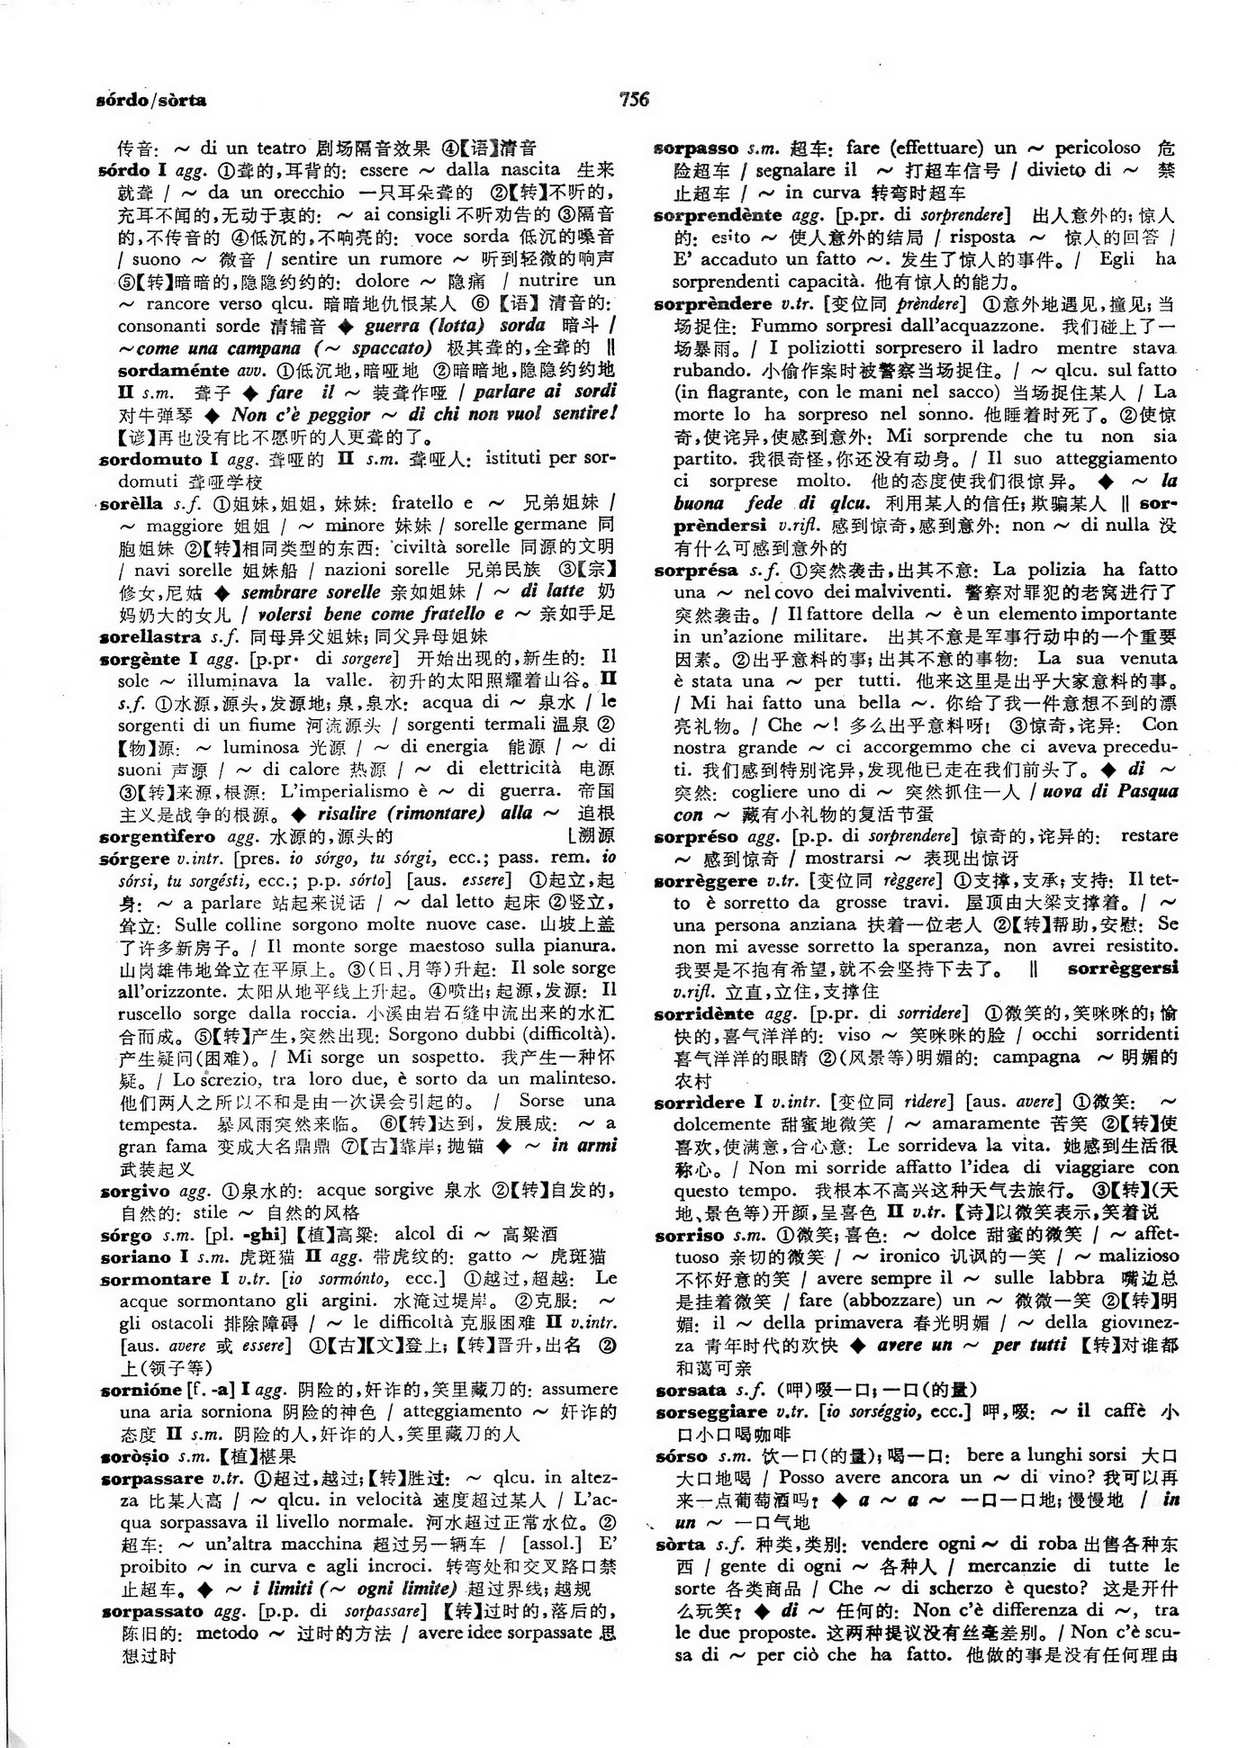 sórdo/sòrta
756
传音: ～ di un teatro 剧场隔音效果 ④【语】清音
sórdo I agg. ①聋的,耳背的: essere ～ dalla nascita 生来
就聋 / ～ da un orecchio 一只耳朵聋的 ②【转】不听的,
充耳不闻的,无动于衷的: ～ ai consigli 不听劝告的 ③隔音
的,不传音的 ④低沉的,不响亮的: voce sorda 低沉的嗓音
/ suono ～ 微音 / sentire un rumore ～ 听到轻微的响声
⑤【转】暗暗的,隐隐约约的: dolore ～ 隐痛 / nutrire un
～ rancore verso qlcu. 暗暗地仇恨某人 ⑥【语】清音的:
consonanti sorde 清辅音 ◆ guerra (lotta) sorda 暗斗 /
～come una campana (～ spaccato) 极其聋的,全聋的 ‖
sordaménte avv. ①低沉地,暗哑地 ②暗暗地,隐隐约约地
II s.m. 聋子 ◆ fare il ～ 装聋作哑 / parlare ai sordi
对牛弹琴 ◆ Non c'è peggior ～ di chi non vuol sentire!
【谚】再也没有比不愿听的人更聋的了。
sordomuto I agg. 聋哑的 II s.m. 聋哑人: istituti per sor-
domuti 聋哑学校
sorèlla s.f. ①姐妹,姐姐, 妹妹: fratello e ～ 兄弟姐妹 /
～ maggiore 姐姐 / ～ minore 妹妹 / sorelle germane 同
胞姐妹 ②【转】相同类型的东西: civiltà sorelle 同源的文明
/ navi sorelle 姐妹船 / nazioni sorelle 兄弟民族 ③【宗】
修女,尼姑 ◆ sembrare sorelle 亲如姐妹 / ～ di latte 奶
妈奶大的女儿 / volersi bene come fratello e ～ 亲如手足
sorellastra s.f. 同母异父姐妹; 同父异母姐妹
sorgènte I agg. [p.pr. di sorgere] 开始出现的,新生的: Il
sole ～ illuminava la valle. 初升的太阳照耀着山谷。II
s.f. ①水源,源头,发源地; 泉,泉水: acqua di ～ 泉水 / le
sorgenti di un fiume 河流源头 / sorgenti termali 温泉 ②
【物】源: ～ luminosa 光源 / ～ di energia 能源 / ～ di
suoni 声源 / ～ di calore 热源 / ～ di elettricità 电源
③【转】来源,根源: L'imperialismo è ～ di guerra. 帝国
主义是战争的根源。◆ risalire (rimontare) alla ～ 追根
sorgentìfero agg. 水源的,源头的 ⌊溯源
sórgere v.intr. [pres. io sórgo, tu sórgi, ecc.; pass. rem. io
sórsi, tu sorgésti, ecc.; p.p. sórto] [aus. essere] ①起立,起
身: ～ a parlare 站起来说话 / ～ dal letto 起床 ②竖立,
耸立: Sulle colline sorgono molte nuove case. 山坡上盖
了许多新房子。/ Il monte sorge maestoso sulla pianura.
山岗雄伟地耸立在平原上。③(日、月等)升起: Il sole sorge
all'orizzonte. 太阳从地平线上升起。④喷出; 起源,发源: Il
ruscello sorge dalla roccia. 小溪由岩石缝中流出来的水汇
合而成。⑤【转】产生,突然出现: Sorgono dubbi (difficoltà).
产生疑问(困难)。/ Mi sorge un sospetto. 我产生一种怀
疑。/ Lo screzio, tra loro due, è sorto da un malinteso.
他们两人之所以不和是由一次误会引起的。 / Sorse una
tempesta. 暴风雨突然来临。 ⑥【转】达到, 发展成: ～ a
gran fama 变成大名鼎鼎 ⑦【古】靠岸; 抛锚 ◆ ～ in armi
武装起义
sorgivo agg. ①泉水的: acque sorgive 泉水 ②【转】自发的,
自然的: stile ～ 自然的风格
sórgo s.m. [pl. -ghi]【植】高粱: alcol di ～ 高粱酒
soriano I s.m. 虎斑猫 II agg. 带虎纹的: gatto ～ 虎斑猫
sormontare I v.tr. [io sormónto, ecc.] ①越过,超越: Le
acque sormontano gli argini. 水淹过堤岸。 ②克服: ～
gli ostacoli 排除障碍 / ～ le difficoltà 克服困难 II v.intr.
[aus. avere 或 essere] ①【古】【文】登上;【转】晋升,出名 ②
上(领子等)
sornióne [f. -a] I agg. 阴险的,奸诈的,笑里藏刀的: assumere
una aria sorniona 阴险的神色 / atteggiamento ～ 奸诈的
态度 II s.m. 阴险的人,奸诈的人,笑里藏刀的人
soròṣio s.m.【植】椹果
sorpassare v.tr. ①超过,越过;【转】胜过: ～ qlcu. in altez-
za 比某人高 / ～ qlcu. in velocità 速度超过某人 / L'ac-
qua sorpassava il livello normale. 河水超过正常水位。②
超车: ～ un'altra macchina 超过另一辆车 / [assol.] E'
proibito ～ in curva e agli incroci. 转弯处和交叉路口禁
止超车。◆ ～ i limiti (～ ogni limite) 超过界线; 越规
sorpassato agg. [p.p. di sorpassare] 【转】过时的,落后的,
陈旧的: metodo ～ 过时的方法 / avere idee sorpassate 思
想过时
sorpasso s.m. 超车: fare (effettuare) un ～ pericoloso 危
险超车 / segnalare il ～ 打超车信号 / divieto di ～ 禁
止超车 / ～ in curva 转弯时超车
sorprendènte agg. [p.pr. di sorprendere] 出人意外的; 惊人
的: esito ～ 使人意外的结局 / risposta ～ 惊人的回答 /
E' accaduto un fatto ～. 发生了惊人的事件。/ Egli ha
sorprendenti capacità. 他有惊人的能力。
sorprèndere v.tr. [变位同 prèndere] ①意外地遇见,撞见; 当
场捉住: Fummo sorpresi dall'acquazzone. 我们碰上了一
场暴雨。/ I poliziotti sorpresero il ladro mentre stava
rubando. 小偷作案时被警察当场捉住。/ ～ qlcu. sul fatto
(in flagrante, con le mani nel sacco) 当场捉住某人 / La
morte lo ha sorpreso nel sonno. 他睡着时死了。②使惊
奇,使诧异,使感到意外: Mi sorprende che tu non sia
partito. 我很奇怪,你还没有动身。/ Il suo atteggiamento
ci sorprese molto. 他的态度使我们很惊异。 ◆ ～ la
buona fede di qlcu. 利用某人的信任; 欺骗某人 ‖ sor-
prèndersi v.rifl. 感到惊奇,感到意外: non ～ di nulla 没
有什么可感到意外的
sorprésa s.f. ①突然袭击,出其不意: La polizia ha fatto
una ～ nel covo dei malviventi. 警察对罪犯的老窝进行了
突然袭击。/ Il fattore della ～ è un elemento importante
in un'azione militare. 出其不意是军事行动中的一个重要
因素。②出乎意料的事; 出其不意的事物: La sua venuta
è stata una ～ per tutti. 他来这里是出乎大家意料的事。
/ Mi hai fatto una bella ～. 你给了我一件意想不到的漂
亮礼物。/ Che ～! 多么出乎意料呀! ③惊奇,诧异: Con
nostra grande ～ ci accorgemmo che ci aveva precedu-
ti. 我们感到特别诧异,发现他已走在我们前头了。◆ di ～
突然: cogliere uno di ～ 突然抓住一人 / uova di Pasqua
con ～ 藏有小礼物的复活节蛋
sorpréso agg. [p.p. di sorprendere] 惊奇的,诧异的: restare
～ 感到惊奇 / mostrarsi ～ 表现出惊讶
sorrèggere v.tr. [变位同 règgere] ①支撑,支承; 支持: Il tet-
to è sorretto da grosse travi. 屋顶由大梁支撑着。/ ～
una persona anziana 扶着一位老人 ②【转】帮助,安慰: Se
non mi avesse sorretto la speranza, non avrei resistito.
我要是不抱有希望,就不会坚持下去了。 ‖ sorrèggersi
v.rifl. 立直,立住,支撑住
sorridènte agg. [p.pr. di sorridere] ①微笑的,笑咪咪的; 愉
快的,喜气洋洋的: viso ～ 笑咪咪的脸 / occhi sorridenti
喜气洋洋的眼睛 ②(风景等)明媚的: campagna ～ 明媚的
农村
sorrìdere I v.intr. [变位同 rìdere] [aus. avere] ①微笑: ～
dolcemente 甜蜜地微笑 / ～ amaramente 苦笑 ②【转】使
喜欢,使满意,合心意: Le sorrideva la vita. 她感到生活很
称心。/ Non mi sorride affatto l'idea di viaggiare con
questo tempo. 我根本不高兴这种天气去旅行。 ③【转】(天
地、景色等)开颜,呈喜色 II v.tr.【诗】以微笑表示,笑着说
sorriso s.m. ①微笑; 喜色: ～ dolce 甜蜜的微笑 / ～ affet-
tuoso 亲切的微笑 / ～ ironico 讥讽的一笑 / ～ malizioso
不怀好意的笑 / avere sempre il ～ sulle labbra 嘴边总
是挂着微笑 / fare (abbozzare) un ～ 微微一笑 ②【转】明
媚: il ～ della primavera 春光明媚 / ～ della giovinez-
za 青年时代的欢快 ◆ avere un ～ per tutti 【转】对谁都
和蔼可亲
sorsata s.f. (呷)啜一口; 一口(的量)
sorseggiare v.tr. [io sorséggio, ecc.] 呷,啜: ～ il caffè 小
口小口喝咖啡
sórso s.m. 饮一口(的量); 喝一口: bere a lunghi sorsi 大口
大口地喝 / Posso avere ancora un ～ di vino? 我可以再
来一点葡萄酒吗? ◆ a ～ a ～ 一口一口地; 慢慢地 / in
un ～ 一口气地
sòrta s.f. 种类,类别: vendere ogni ～ di roba 出售各种东
西 / gente di ogni ～ 各种人 / mercanzie di tutte le
sorte 各类商品 / Che ～ di scherzo è questo? 这是开什
么玩笑? ◆ di ～ 任何的: Non c'è differenza di ～, tra
le due proposte. 这两种提议没有丝毫差别。/ Non c'è scu-
sa di ～ per ciò che ha fatto. 他做的事是没有任何理由